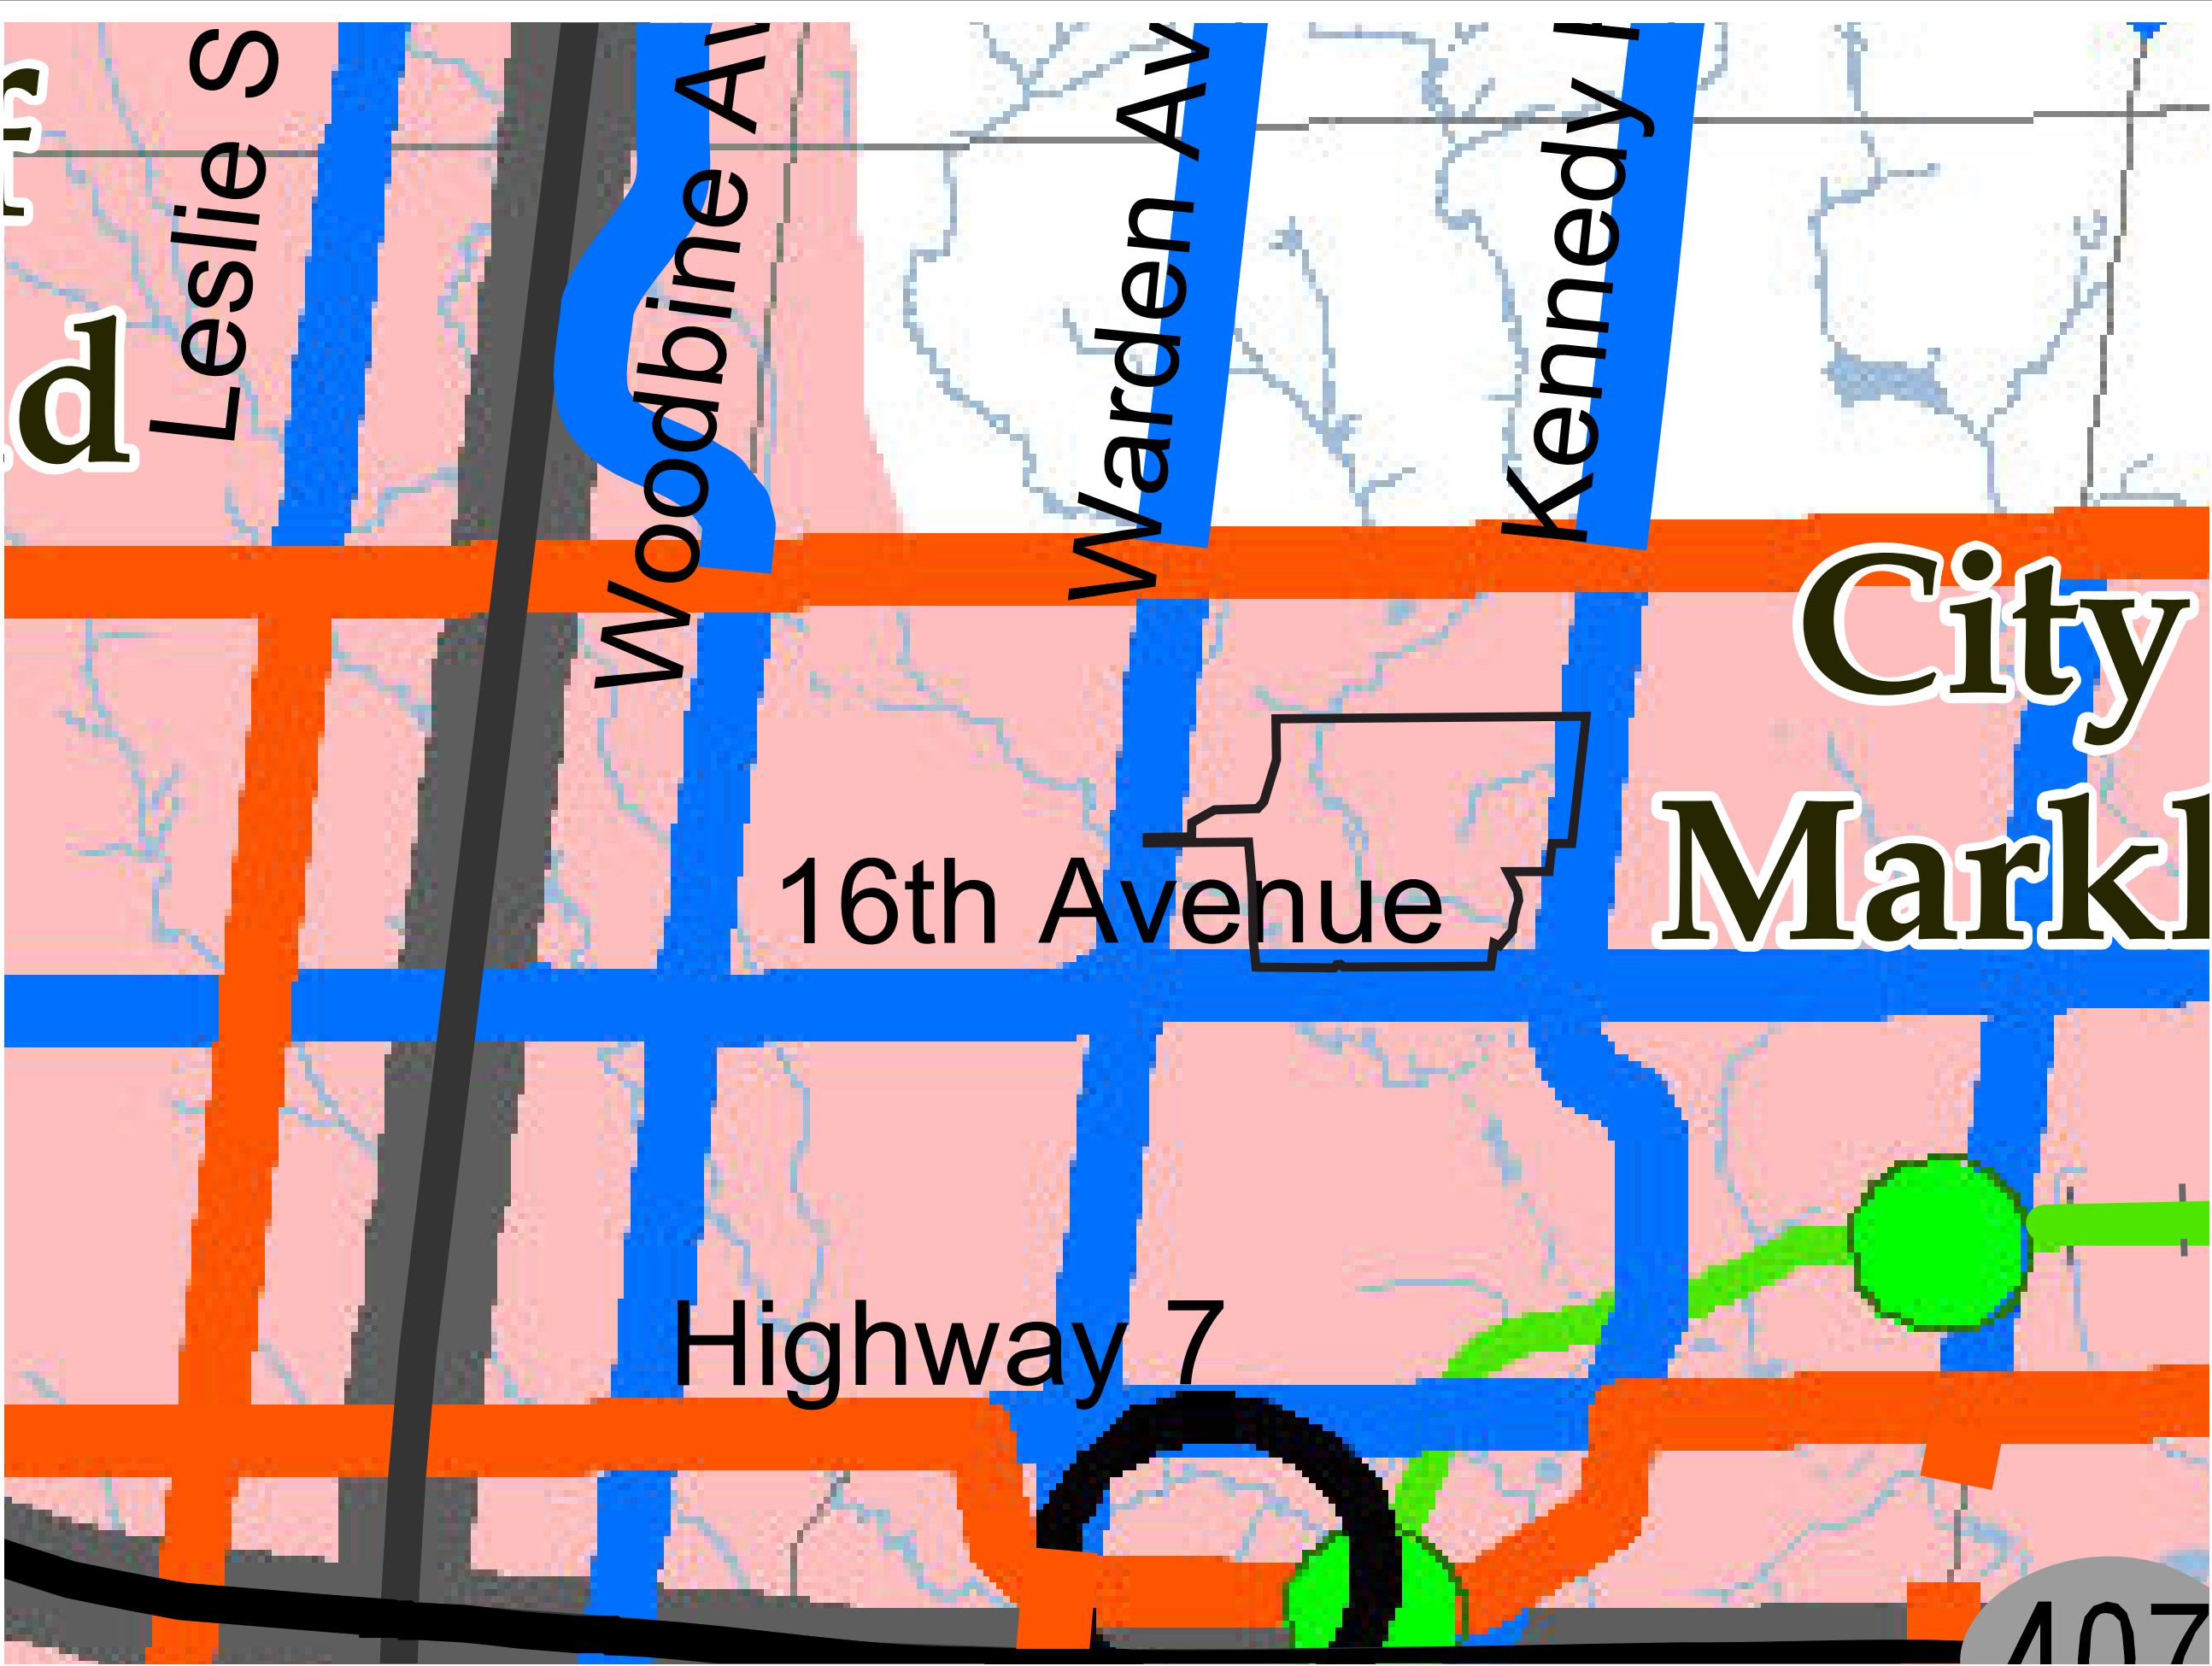 Leslie S
Woodbine Av
Warden Av
Kennedy
City
Markl
16th Avenue
Highway 7
407